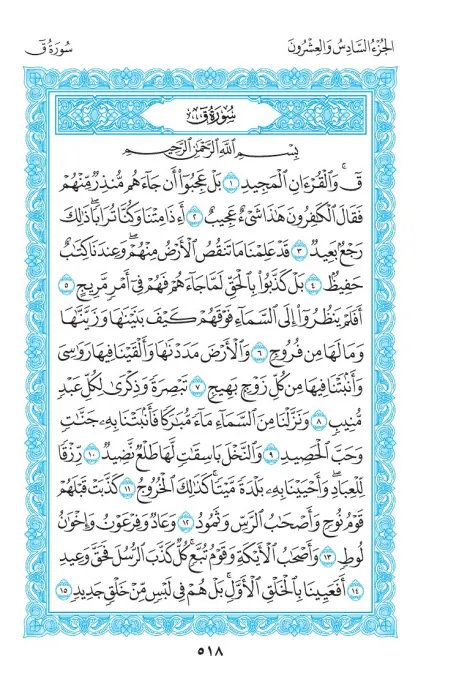 الجُزْءُ السَّادِسُ وَالعِشْرُونَ
سُورَةُ قٓ
سُورَةُ قٓ
بِسْمِ ٱللَّهِ ٱلرَّحْمَٰنِ ٱلرَّحِيمِ
قٓۚ وَٱلْقُرْءَانِ ٱلْمَجِيدِ ١ بَلْ عَجِبُوٓا۟ أَن جَآءَهُم مُّنذِرٌ مِّنْهُمْ
فَقَالَ ٱلْكَٰفِرُونَ هَٰذَا شَىْءٌ عَجِيبٌ ٢ أَءِذَا مِتْنَا وَكُنَّا تُرَابًاۖ ذَٰلِكَ
رَجْعٌۢ بَعِيدٌ ٣ قَدْ عَلِمْنَا مَا تَنقُصُ ٱلْأَرْضُ مِنْهُمْۖ وَعِندَنَا كِتَٰبٌ
حَفِيظٌۢ ٤ بَلْ كَذَّبُوا۟ بِٱلْحَقِّ لَمَّا جَآءَهُمْ فَهُمْ فِىٓ أَمْرٍ مَّرِيجٍ ٥
أَفَلَمْ يَنظُرُوٓا۟ إِلَى ٱلسَّمَآءِ فَوْقَهُمْ كَيْفَ بَنَيْنَٰهَا وَزَيَّنَّٰهَا
وَمَا لَهَا مِن فُرُوجٍ ٦ وَٱلْأَرْضَ مَدَدْنَٰهَا وَأَلْقَيْنَا فِيهَا رَوَٰسِىَ
وَأَنۢبَتْنَا فِيهَا مِن كُلِّ زَوْجٍۭ بَهِيجٍ ٧ تَبْصِرَةً وَذِكْرَىٰ لِكُلِّ عَبْدٍ
مُّنِيبٍ ٨ وَنَزَّلْنَا مِنَ ٱلسَّمَآءِ مَآءً مُّبَٰرَكًا فَأَنۢبَتْنَا بِهِۦ جَنَّٰتٍ
وَحَبَّ ٱلْحَصِيدِ ٩ وَٱلنَّخْلَ بَاسِقَٰتٍ لَّهَا طَلْعٌ نَّضِيدٌ ١٠ رِّزْقًا
لِّلْعِبَادِۖ وَأَحْيَيْنَا بِهِۦ بَلْدَةً مَّيْتًاۚ كَذَٰلِكَ ٱلْخُرُوجُ ١١ كَذَّبَتْ قَبْلَهُمْ
قَوْمُ نُوحٍ وَأَصْحَٰبُ ٱلرَّسِّ وَثَمُودُ ١٢ وَعَادٌ وَفِرْعَوْنُ وَإِخْوَٰنُ
لُوطٍ ١٣ وَأَصْحَٰبُ ٱلْأَيْكَةِ وَقَوْمُ تُبَّعٍۚ كُلٌّ كَذَّبَ ٱلرُّسُلَ فَحَقَّ وَعِيدِ
١٤ أَفَعَيِينَا بِٱلْخَلْقِ ٱلْأَوَّلِۚ بَلْ هُمْ فِى لَبْسٍ مِّنْ خَلْقٍ جَدِيدٍ ١٥
٥١٨